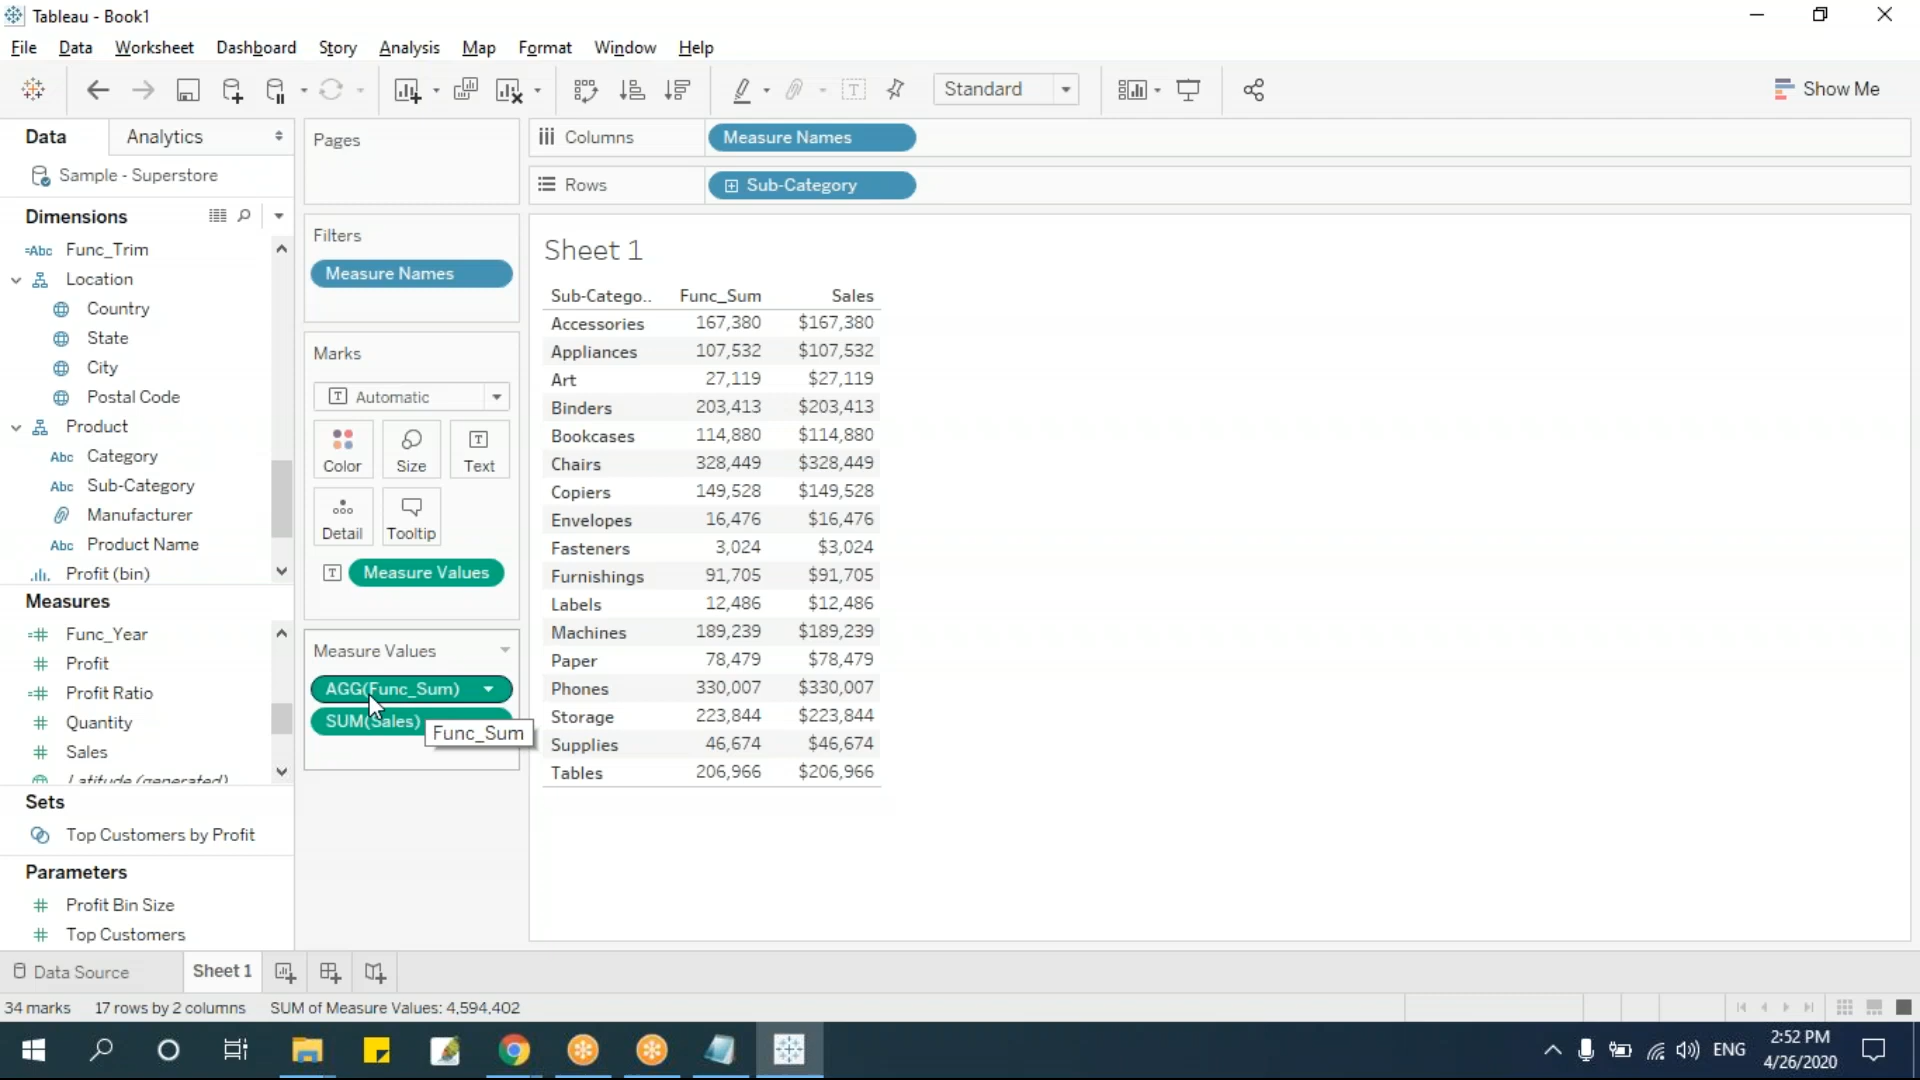 Tableau - Book1
File Data Worksheet Dashboard Story Analysis Map Format Window Help
Standard
Show Me
Data
Analytics
Sample - Superstore
Dimensions
=Abc Func_Trim
Location
Country
State
City
Postal Code
Product
Abc Category
Abc Sub-Category
Manufacturer
Abc Product Name
Profit (bin)
Measures
=# Func_Year
# Profit
=# Profit Ratio
# Quantity
# Sales
Latitude (generated)
Sets
Top Customers by Profit
Parameters
# Profit Bin Size
# Top Customers
Pages
Filters
Measure Names
Marks
T Automatic
Color
Size
T Text
Detail
Tooltip
T Measure Values
Measure Values
AGG(Func_Sum)
SUM(Sales)
Func_Sum
Columns Measure Names
Rows Sub-Category
Sheet 1
Sub-Catego.. Func_Sum Sales
Accessories 167,380 $167,380
Appliances 107,532 $107,532
Art 27,119 $27,119
Binders 203,413 $203,413
Bookcases 114,880 $114,880
Chairs 328,449 $328,449
Copiers 149,528 $149,528
Envelopes 16,476 $16,476
Fasteners 3,024 $3,024
Furnishings 91,705 $91,705
Labels 12,486 $12,486
Machines 189,239 $189,239
Paper 78,479 $78,479
Phones 330,007 $330,007
Storage 223,844 $223,844
Supplies 46,674 $46,674
Tables 206,966 $206,966
Data Source
Sheet 1
34 marks 17 rows by 2 columns SUM of Measure Values: 4,594,402
ENG
2:52 PM
4/26/2020